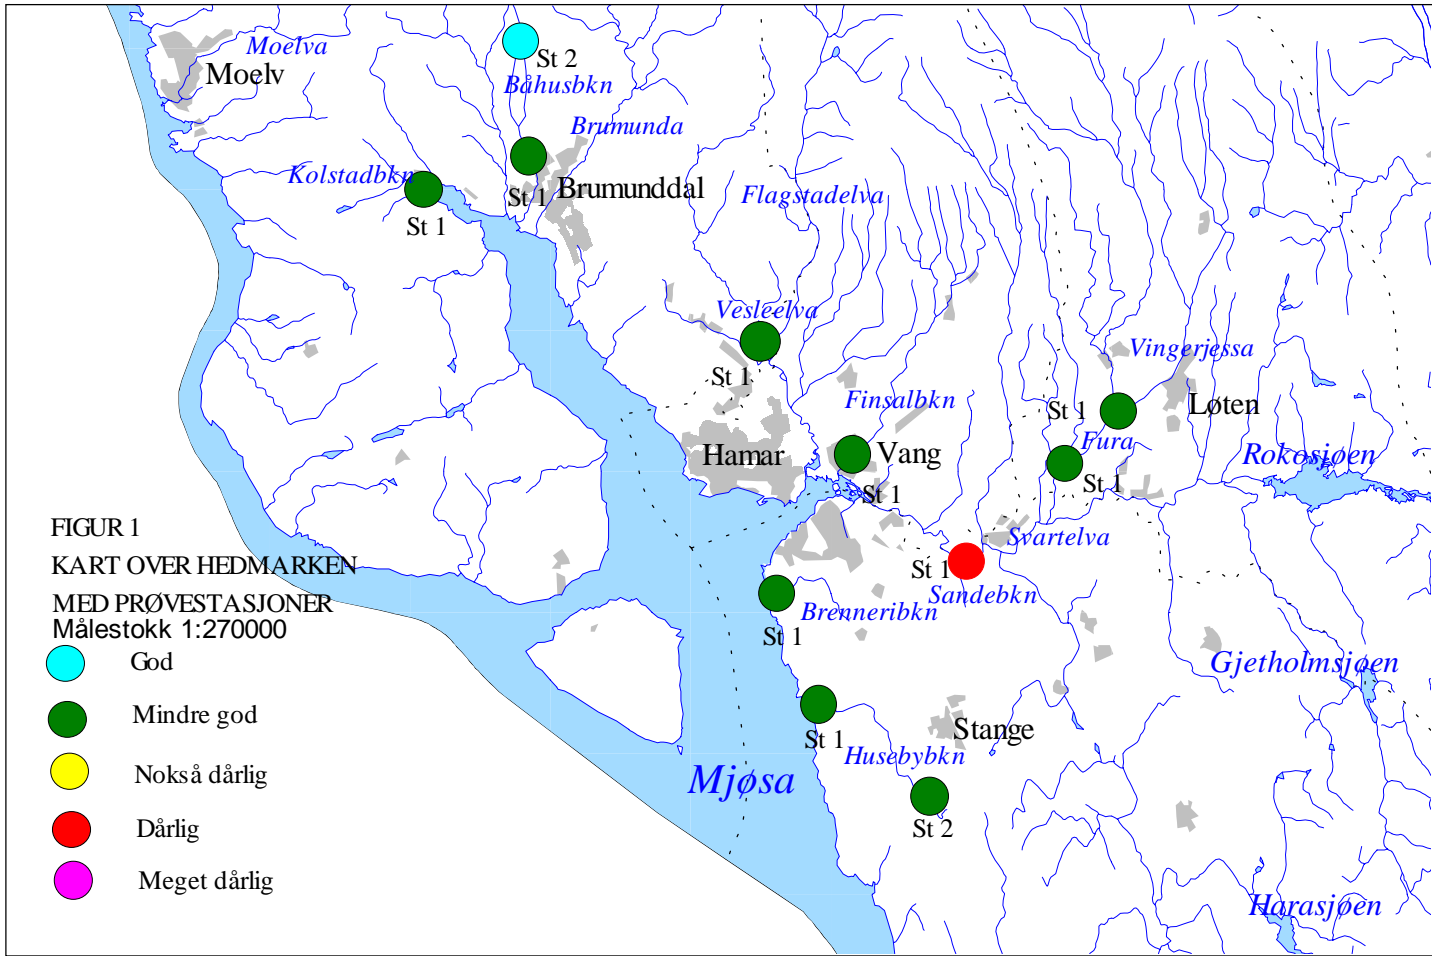 Moelva
Moelv
St 2
Båhusbkn
Brumunda
Kolstadbkn
St 1
Brumunddal
St 1
Flagstadelva
Vesleelva
St 1
Vingerjessa
Finsalbkn
St 1
Løten
Fura
Hamar
Vang
Rokosjøen
St 1
St 1
FIGUR 1
KART OVER HEDMARKEN
MED PRØVESTASJONER
Målestokk 1:270000
Svartelva
St 1
Sandebkn
Brenneribkn
St 1
God
Gjetholmsjøen
Mindre god
Stange
St 1
Husebybkn
Mjøsa
Nokså dårlig
St 2
Dårlig
Meget dårlig
Harasjøen